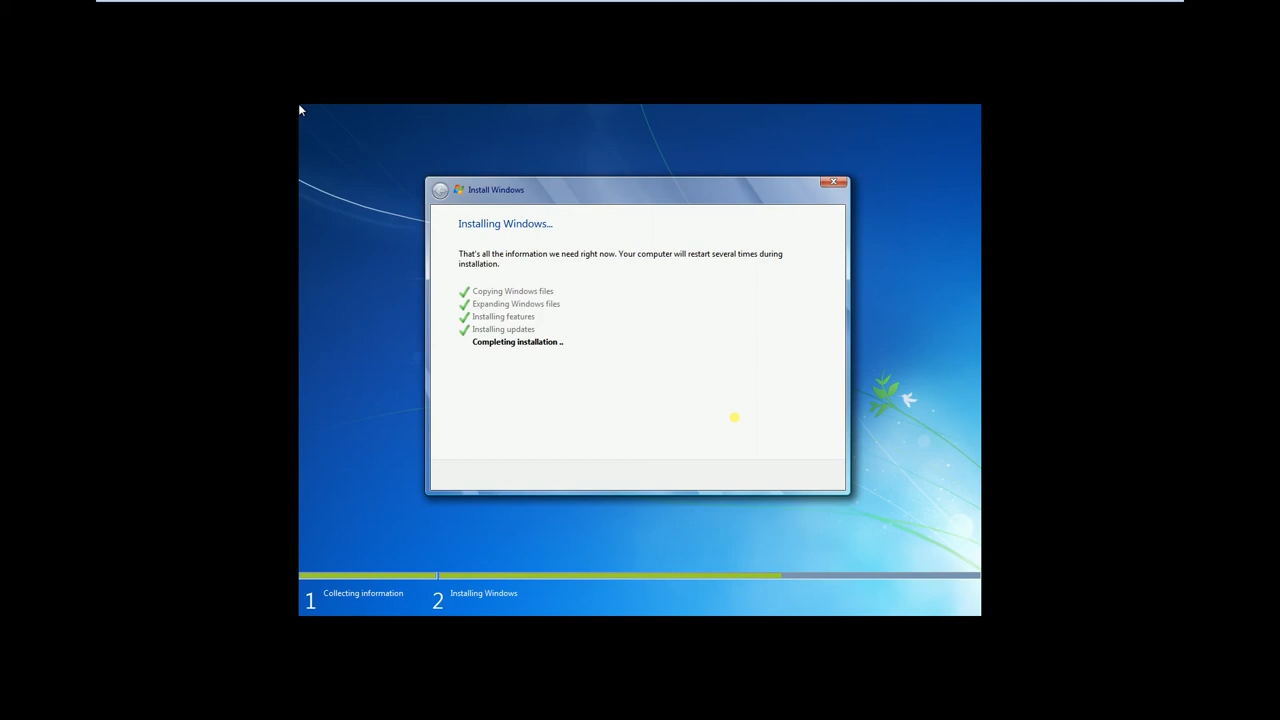 Install Windows
Installing Windows...
That's all the information we need right now. Your computer will restart several times during
installation.
Copying Windows files
Expanding Windows files
Installing features
Installing updates
Completing installation ..
1 Collecting information
2 Installing Windows